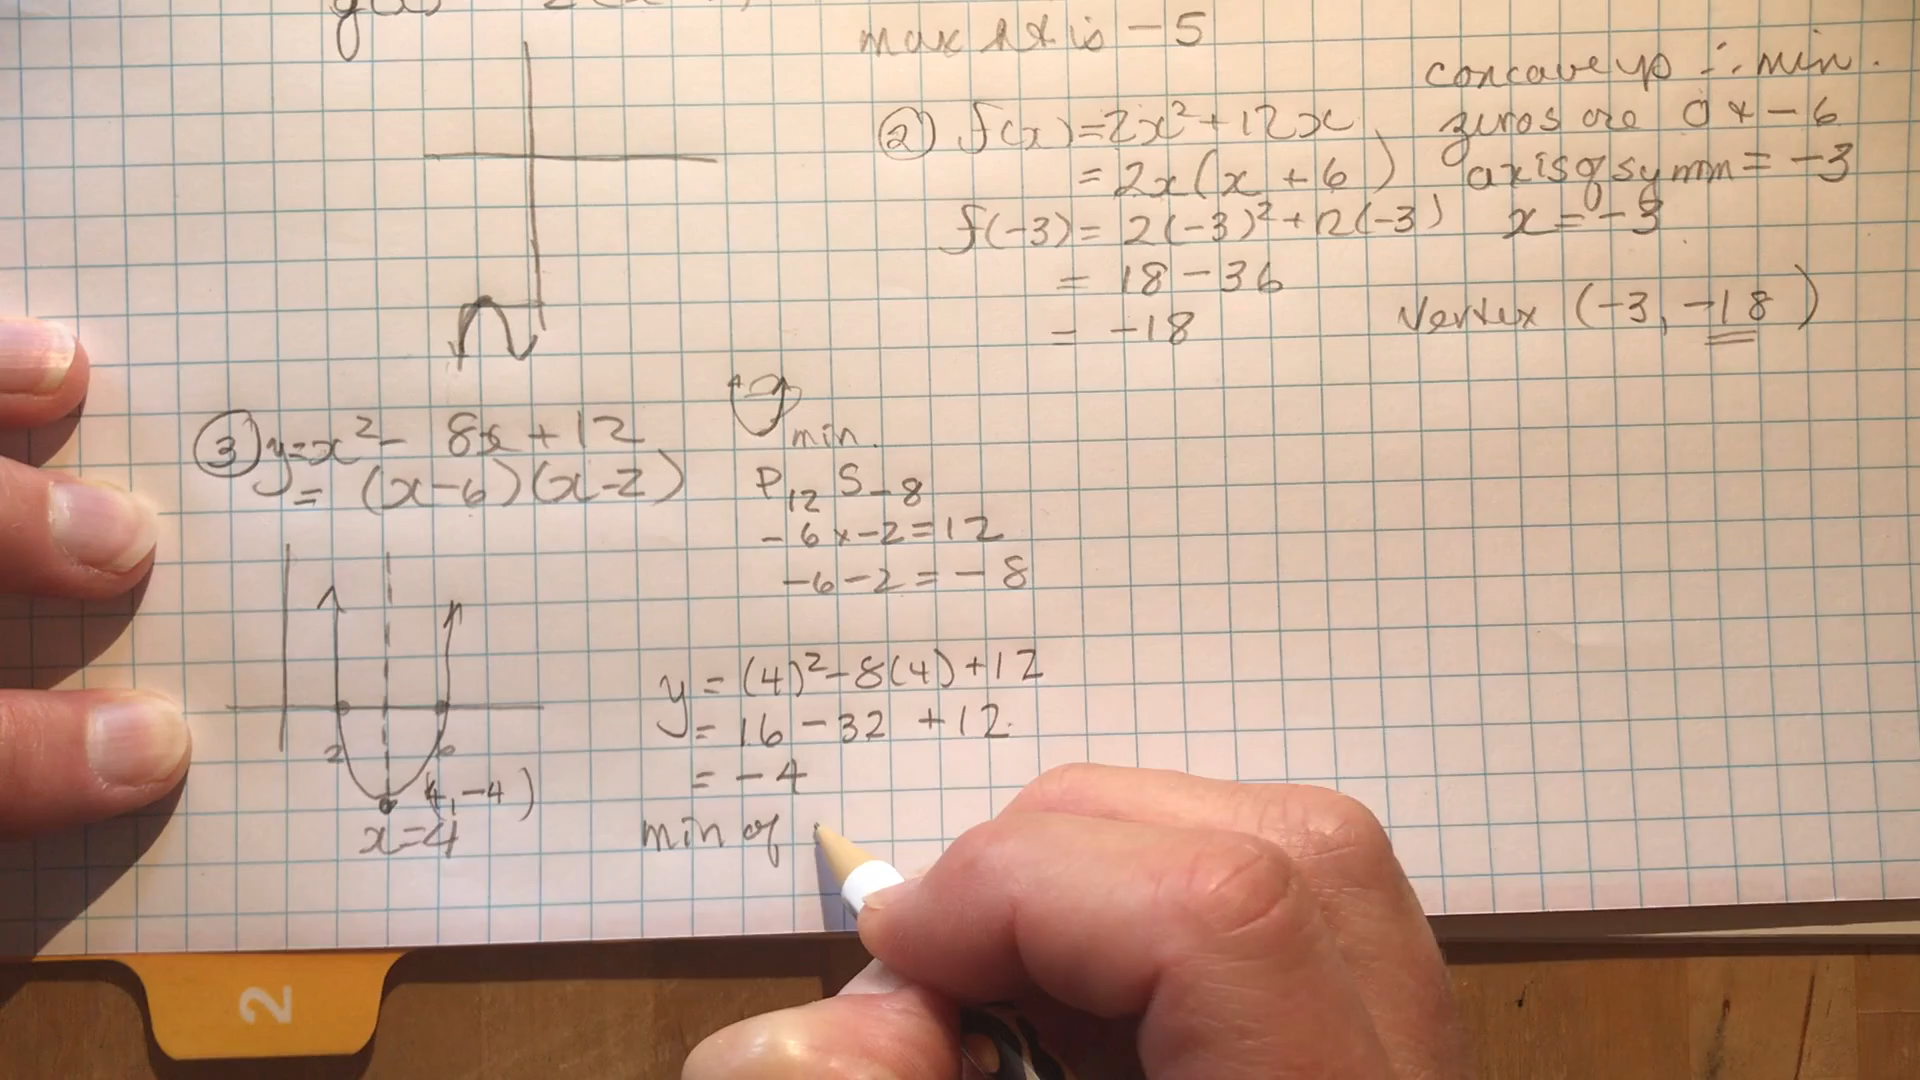 max is -5
concave up ∴ min.
② f(x)=2x²+12x
zeros are 0 & -6
= 2x(x+6)
axis of symm = -3
f(-3)= 2(-3)²+12(-3)
x=-3
= 18-36
= -18
Vertex (-3, -18)
③ y=x²- 8x+12
= (x-6)(x-2)
min.
P12 S-8
-6×-2=12
-6-2=-8
2
6
(4,-4)
x=4
y = (4)²-8(4)+12
= 16-32 +12
= -4
min of
2